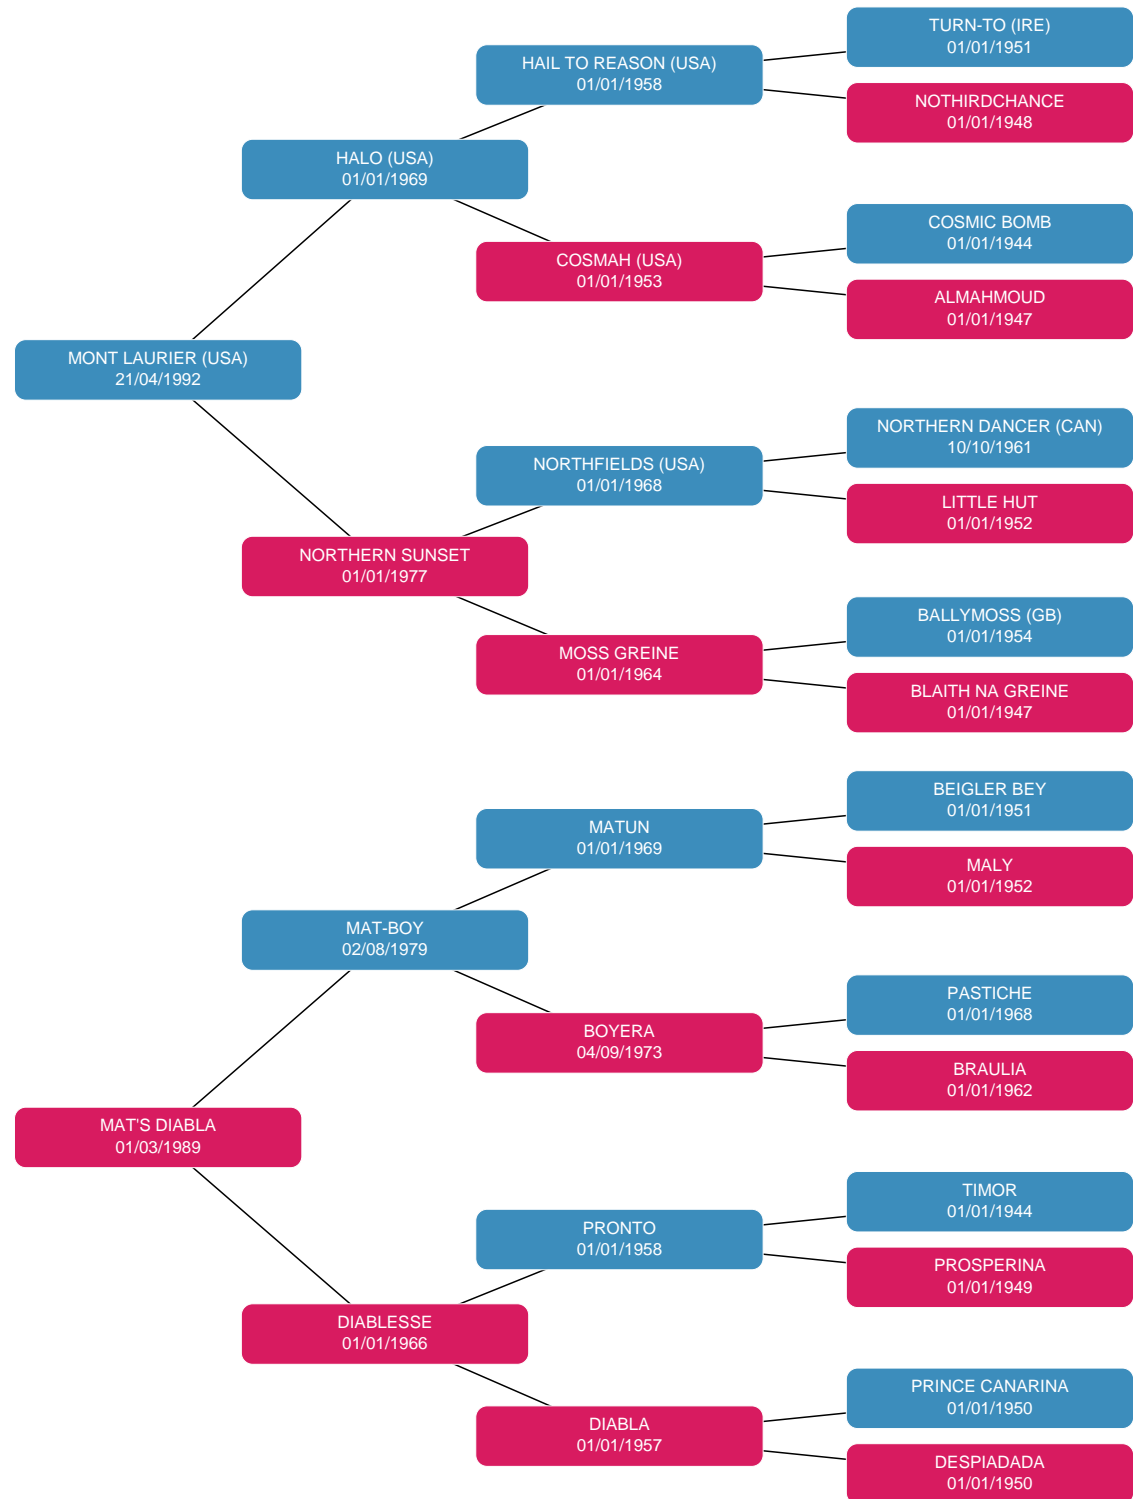 TURN-TO (IRE)
01/01/1951
HAIL TO REASON (USA)
01/01/1958
NOTHIRDCHANCE
01/01/1948
HALO (USA)
01/01/1969
COSMIC BOMB
01/01/1944
COSMAH (USA)
01/01/1953
ALMAHMOUD
01/01/1947
MONT LAURIER (USA)
21/04/1992
NORTHERN DANCER (CAN)
10/10/1961
NORTHFIELDS (USA)
01/01/1968
LITTLE HUT
01/01/1952
NORTHERN SUNSET
01/01/1977
BALLYMOSS (GB)
01/01/1954
MOSS GREINE
01/01/1964
BLAITH NA GREINE
01/01/1947
BEIGLER BEY
01/01/1951
MATUN
01/01/1969
MALY
01/01/1952
MAT-BOY
02/08/1979
PASTICHE
01/01/1968
BOYERA
04/09/1973
BRAULIA
01/01/1962
MAT'S DIABLA
01/03/1989
TIMOR
01/01/1944
PRONTO
01/01/1958
PROSPERINA
01/01/1949
DIABLESSE
01/01/1966
PRINCE CANARINA
01/01/1950
DIABLA
01/01/1957
DESPIADADA
01/01/1950